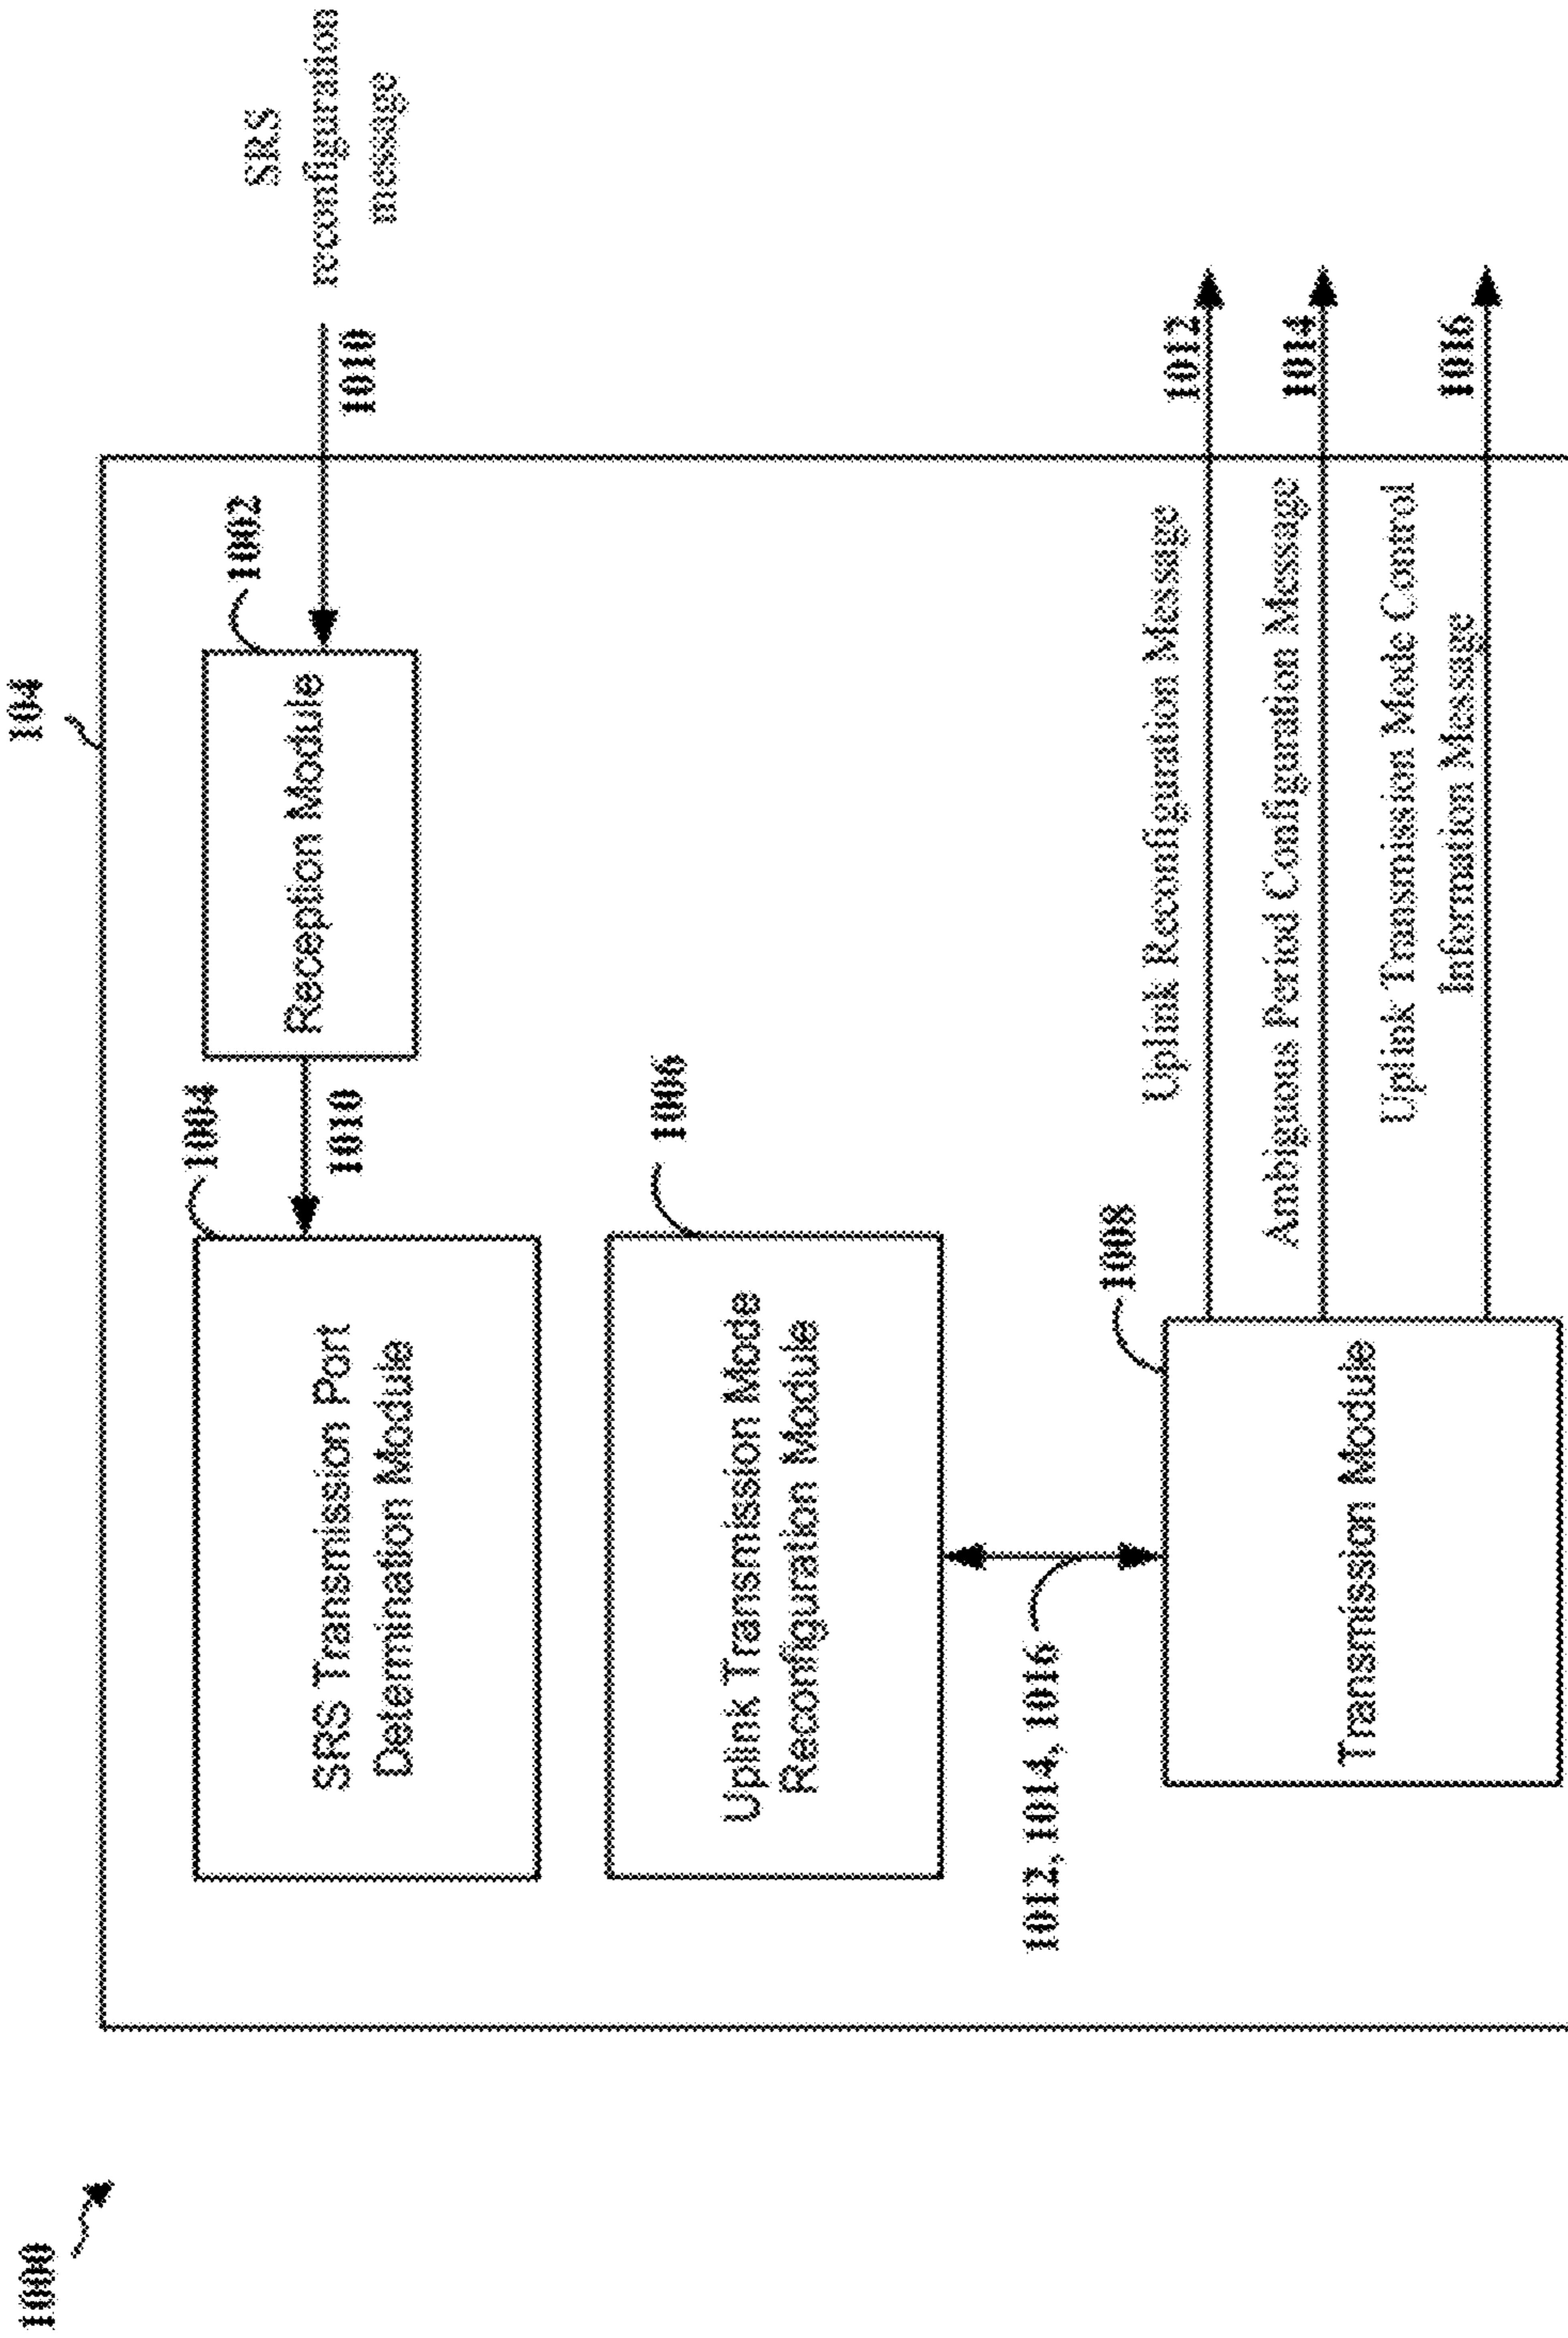 1000
104
1004
SRS Transmission Port
Determination Module
1010
1002
Reception Module
1010
SRS
reconfiguration
message
1006
Uplink Transmission Mode
Reconfiguration Module
1012, 1014, 1016
1008
Transmission Module
Uplink Reconfiguration Message
1012
Ambiguous Period Configuration Message
1014
Uplink Transmission Mode Control
Information Message
1016